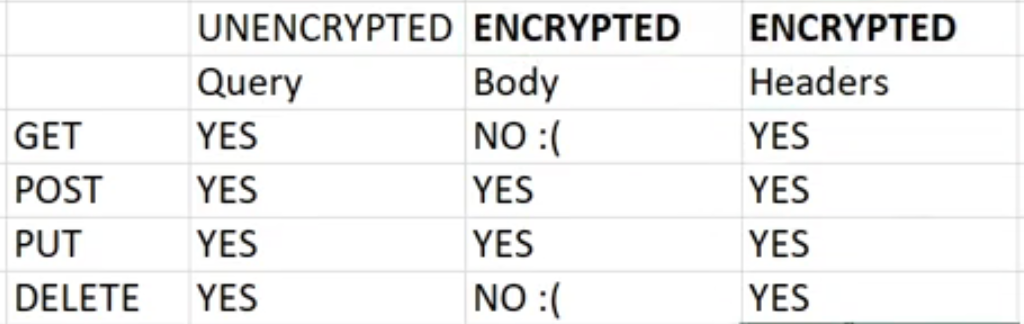 UNENCRYPTED ENCRYPTED ENCRYPTED
Query Body Headers
GET YES NO :( YES
POST YES YES YES
PUT YES YES YES
DELETE YES NO :( YES